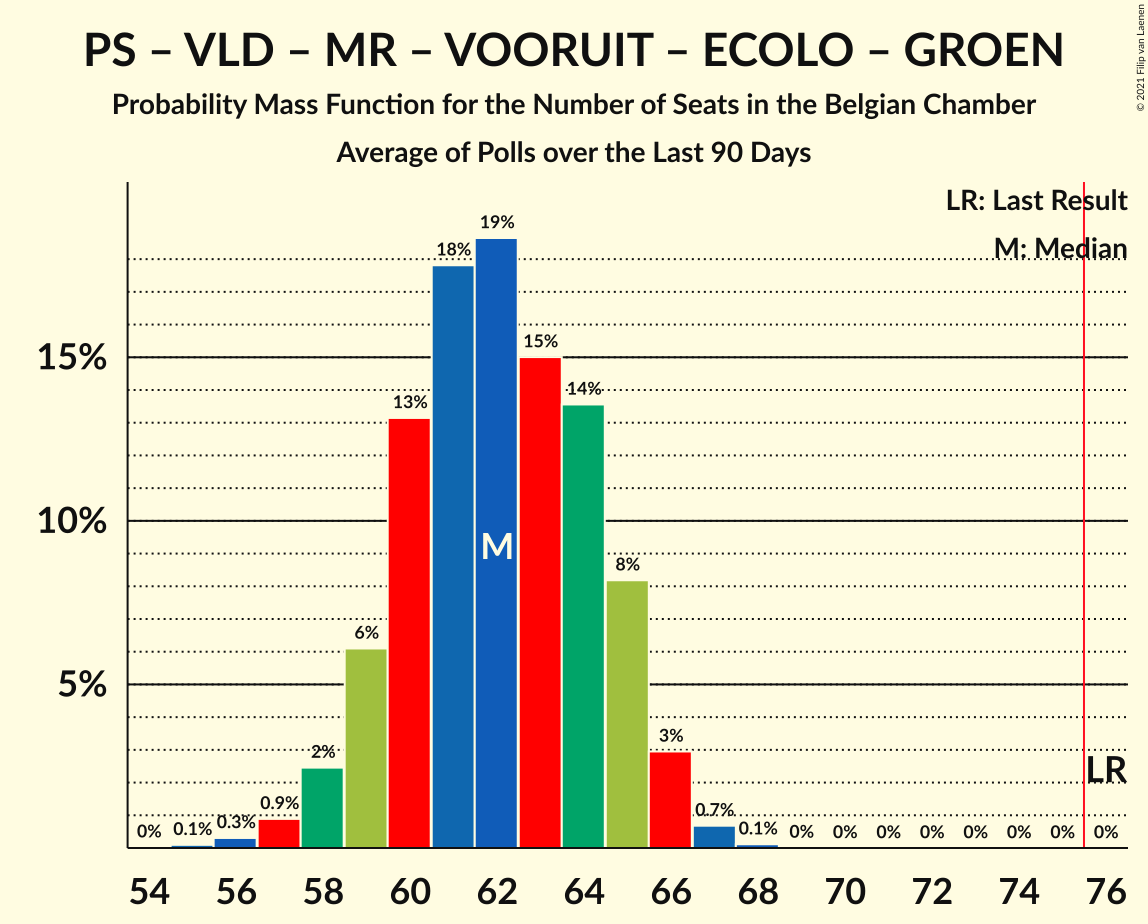 PS – VLD – MR – VOORUIT – ECOLO – GROEN
Probability Mass Function for the Number of Seats in the Belgian Chamber
Average of Polls over the Last 90 Days
© 2021 Filip van Laenen
LR: Last Result
M: Median
15%
10%
5%
0%
0.1%
0.3%
0.9%
2%
6%
13%
18%
19%
15%
14%
8%
3%
0.7%
0.1%
0%
0%
0%
0%
0%
0%
0%
0%
M
LR
54 56 58 60 62 64 66 68 70 72 74 76